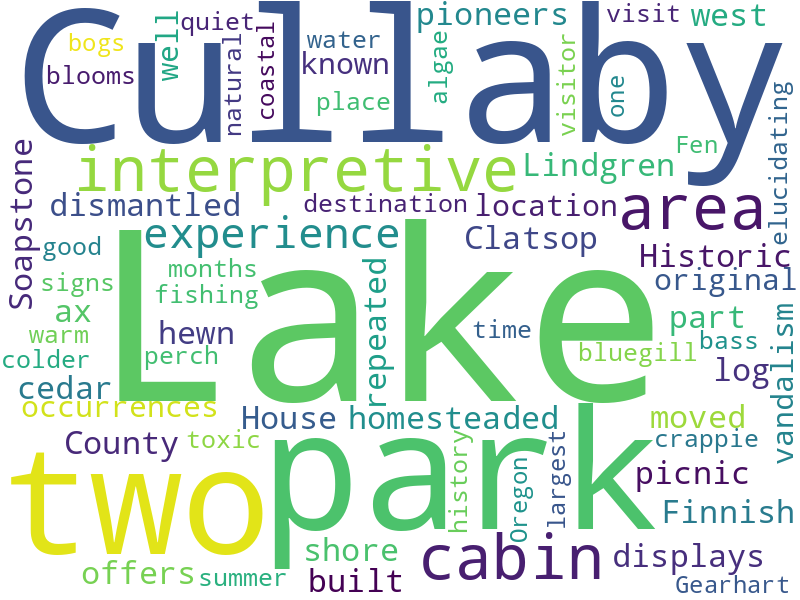 Cullaby
pioneers
visit
west
bogs
quiet
well
natural
coastal
water
known
blooms
place
algae
visitor
one
elucidating
interpretive
Lindgren
Fen
Soapstone
dismantled
destination
location
area
good
experience
Clatsop
Historic
signs
months
fishing
original
Lake
repeated
ax
warm
hewn
time
part
bass
vandalism
colder
perch
bluegill
log
cedar
occurrences
House
homesteaded
moved
County
toxic
park
history
Oregon
largest
crappie
picnic
two
Finnish
shore
cabin
displays
offers
summer
built
Gearhart